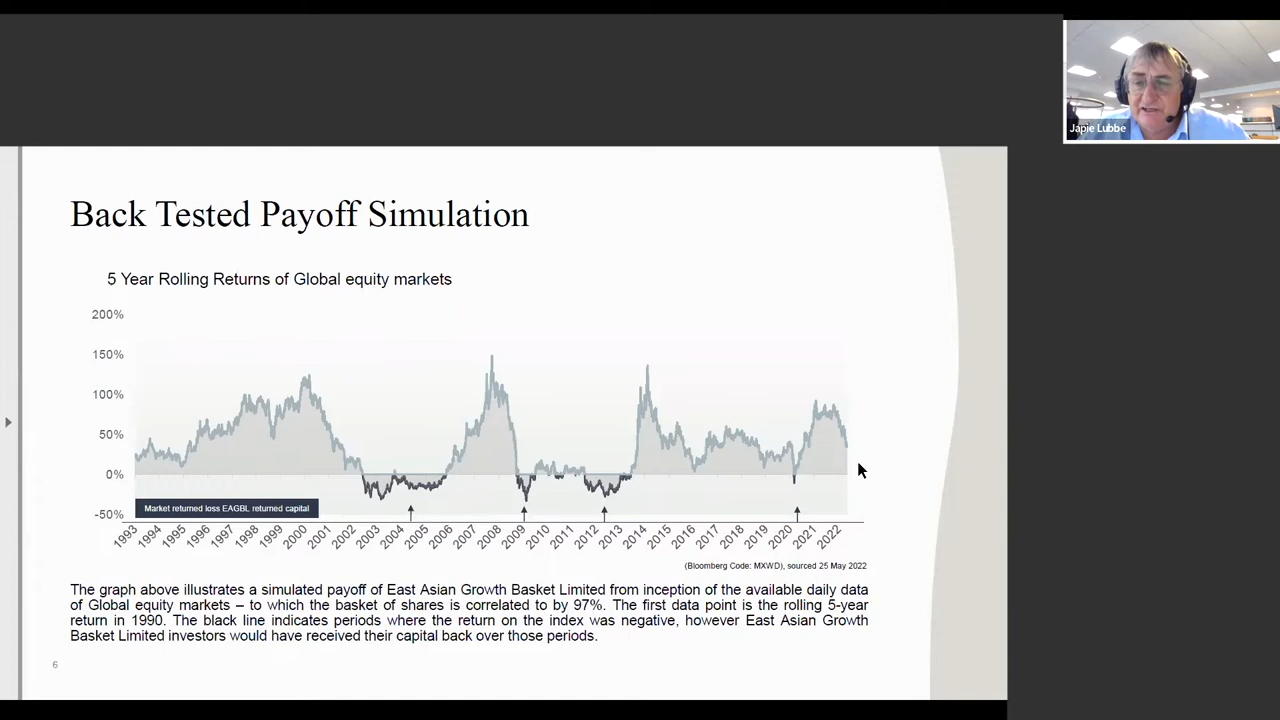 Japie Lubbe
Back Tested Payoff Simulation
5 Year Rolling Returns of Global equity markets
200%
150%
100%
50%
0%
-50%
Market returned loss EAGBL returned capital
1993 1994 1995 1996 1997 1998 1999 2000 2001 2002 2003 2004 2005 2006 2007 2008 2009 2010 2011 2012 2013 2014 2015 2016 2017 2018 2019 2020 2021 2022
(Bloomberg Code: MXWD), sourced 25 May 2022
The graph above illustrates a simulated payoff of East Asian Growth Basket Limited from inception of the available daily data
of Global equity markets – to which the basket of shares is correlated to by 97%. The first data point is the rolling 5-year
return in 1990. The black line indicates periods where the return on the index was negative, however East Asian Growth
Basket Limited investors would have received their capital back over those periods.
6